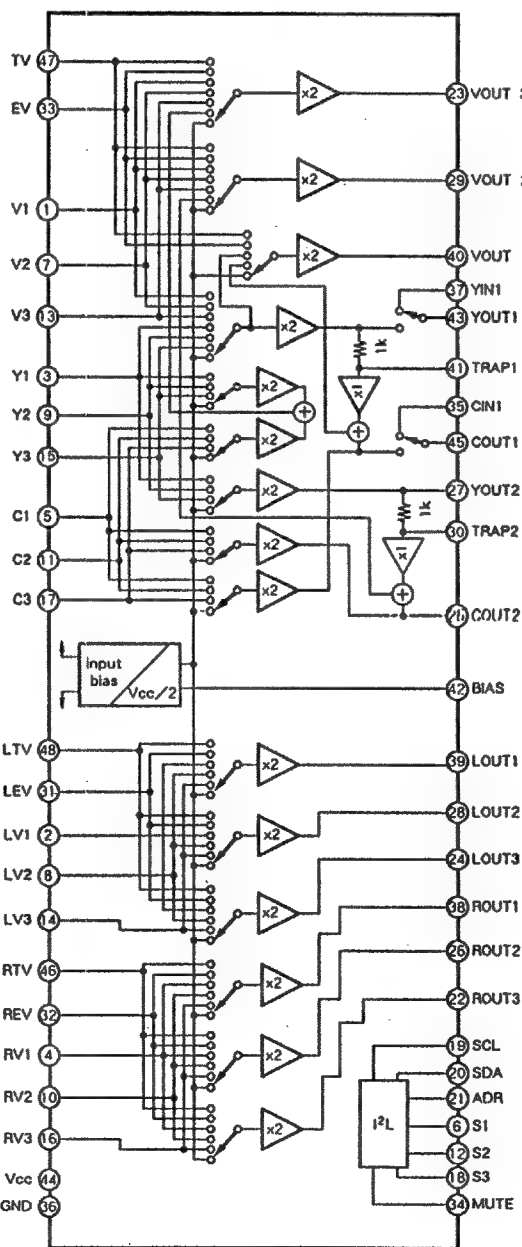 TV 47
x2
23 VOUT
EV 33
x2
29 VOUT
V1 1
x2
40 VOUT
V2 7
37 YIN1
V3 13
x2
43 YOUT1
1k
41 TRAP1
Y1 3
x2
x1
35 CIN1
Y2 9
+
+
45 COUT1
Y3 15
x2
27 YOUT2
C1 5
x2
1k
30 TRAP2
C2 11
x2
x1
C3 17
x2
+
COUT2
input
bias
Vcc/2
42 BIAS
LTV 48
x2
39 LOUT1
LEV 31
28 LOUT2
LV1 2
x2
LV2 8
24 LOUT3
LV3 14
x2
38 ROUT1
RTV 46
x2
26 ROUT2
REV 32
22 ROUT3
RV1 4
x2
19 SCL
RV2 10
20 SDA
21 ADR
RV3 16
x2
I²L
6 S1
12 S2
Vcc 44
18 S3
GND 36
34 MUTE